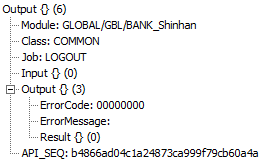 Output {} (6)
Module: GLOBAL/GBL/BANK_Shinhan
Class: COMMON
Job: LOGOUT
Input {} (0)
Output {} (3)
ErrorCode: 00000000
ErrorMessage:
Result {} (0)
API_SEQ: b4866ad04c1a24873ca999f79cb60a4a